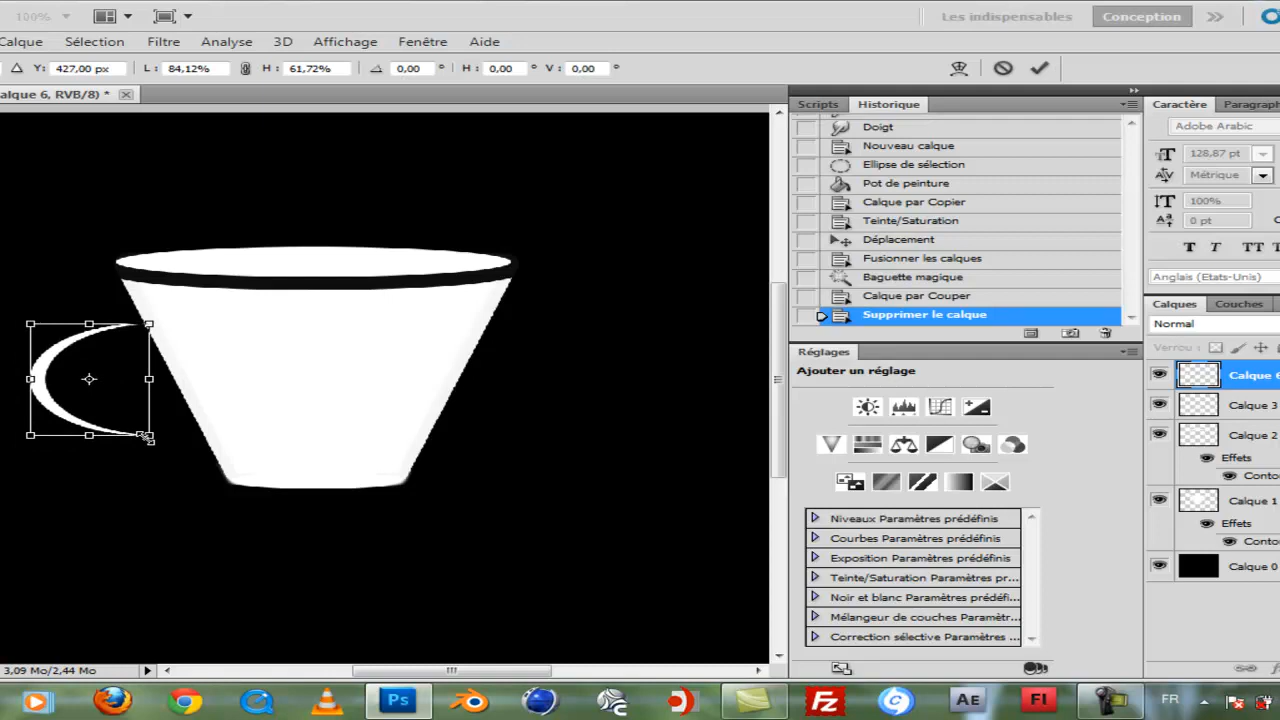 100%
Les indispensables
Conception
Calque Sélection Filtre Analyse 3D Affichage Fenêtre Aide
Y: 427,00 px L: 84,12% H: 61,72% 0,00 ° H: 0,00 ° V: 0,00 °
alque 6, RVB/8) *
Scripts Historique
Doigt
Nouveau calque
Ellipse de sélection
Pot de peinture
Calque par Copier
Teinte/Saturation
Déplacement
Fusionner les calques
Baguette magique
Calque par Couper
Supprimer le calque
Réglages
Ajouter un réglage
Niveaux Paramètres prédéfinis
Courbes Paramètres prédéfinis
Exposition Paramètres prédéfinis
Teinte/Saturation Paramètres pr...
Noir et blanc Paramètres prédéfi...
Mélangeur de couches Paramètr...
Correction sélective Paramètres ...
Caractère Paragraph
Adobe Arabic
128,87 pt
Métrique
100%
0 pt
T T TT T
Anglais (Etats-Unis)
Calques Couches
Normal
Verrou :
Calque 6
Calque 3
Calque 2
Effets
Conto
Calque 1
Effets
Conto
Calque 0
3,09 Mo/2,44 Mo
Ps
Fz
Ae
Fl
FR